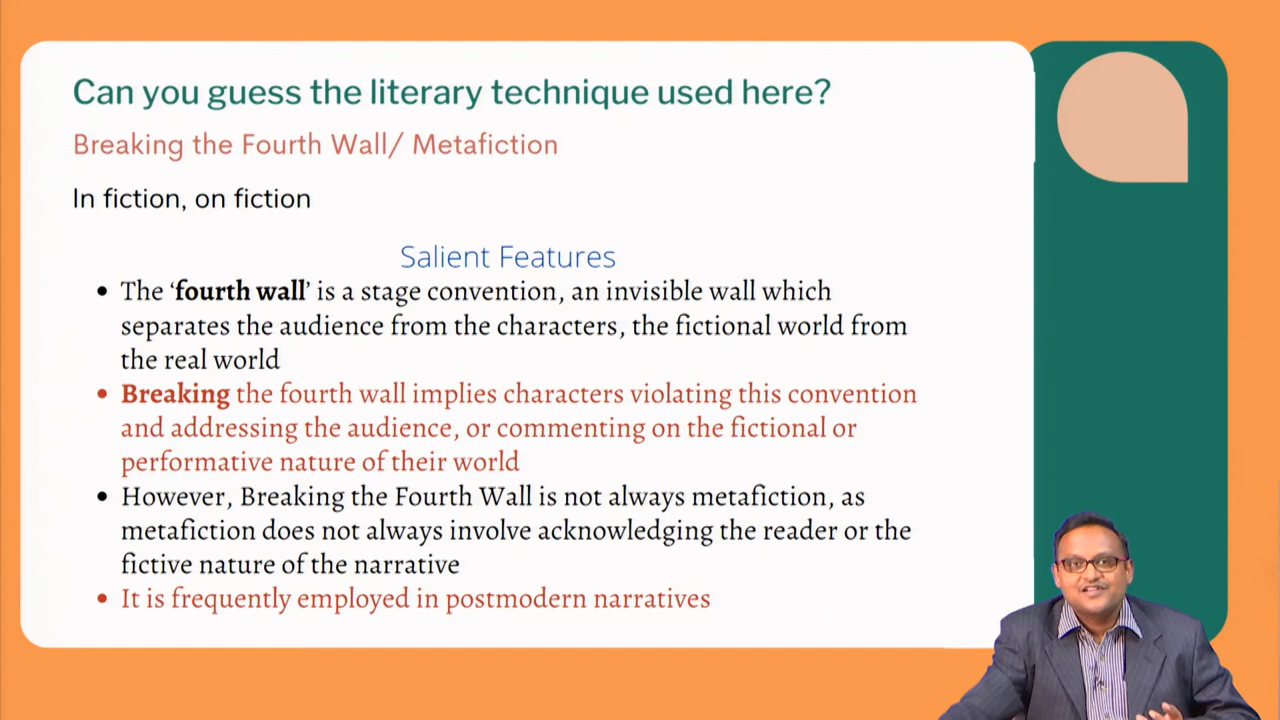 Can you guess the literary technique used here?
Breaking the Fourth Wall/ Metafiction
In fiction, on fiction
Salient Features
• The ‘fourth wall’ is a stage convention, an invisible wall which
separates the audience from the characters, the fictional world from
the real world
• Breaking the fourth wall implies characters violating this convention
and addressing the audience, or commenting on the fictional or
performative nature of their world
• However, Breaking the Fourth Wall is not always metafiction, as
metafiction does not always involve acknowledging the reader or the
fictive nature of the narrative
• It is frequently employed in postmodern narratives